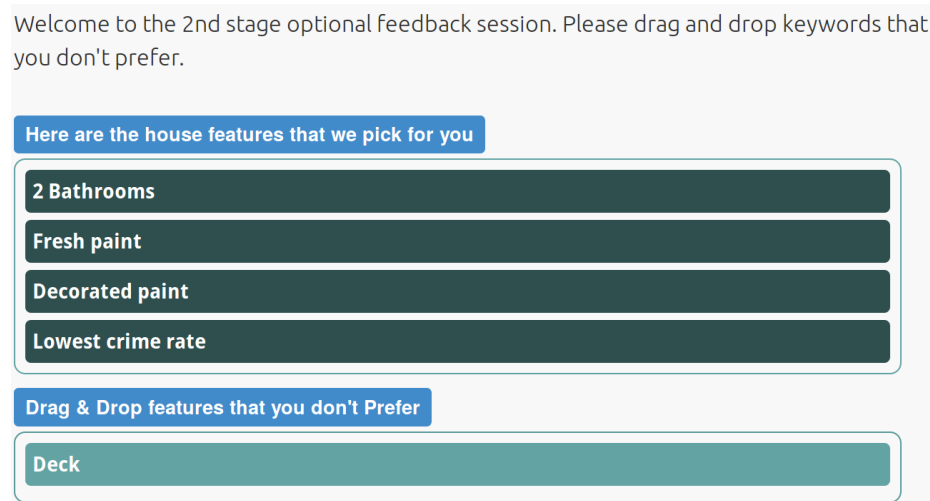 Welcome to the 2nd stage optional feedback session. Please drag and drop keywords that
you don't prefer.
Here are the house features that we pick for you
2 Bathrooms
Fresh paint
Decorated paint
Lowest crime rate
Drag & Drop features that you don't Prefer
Deck